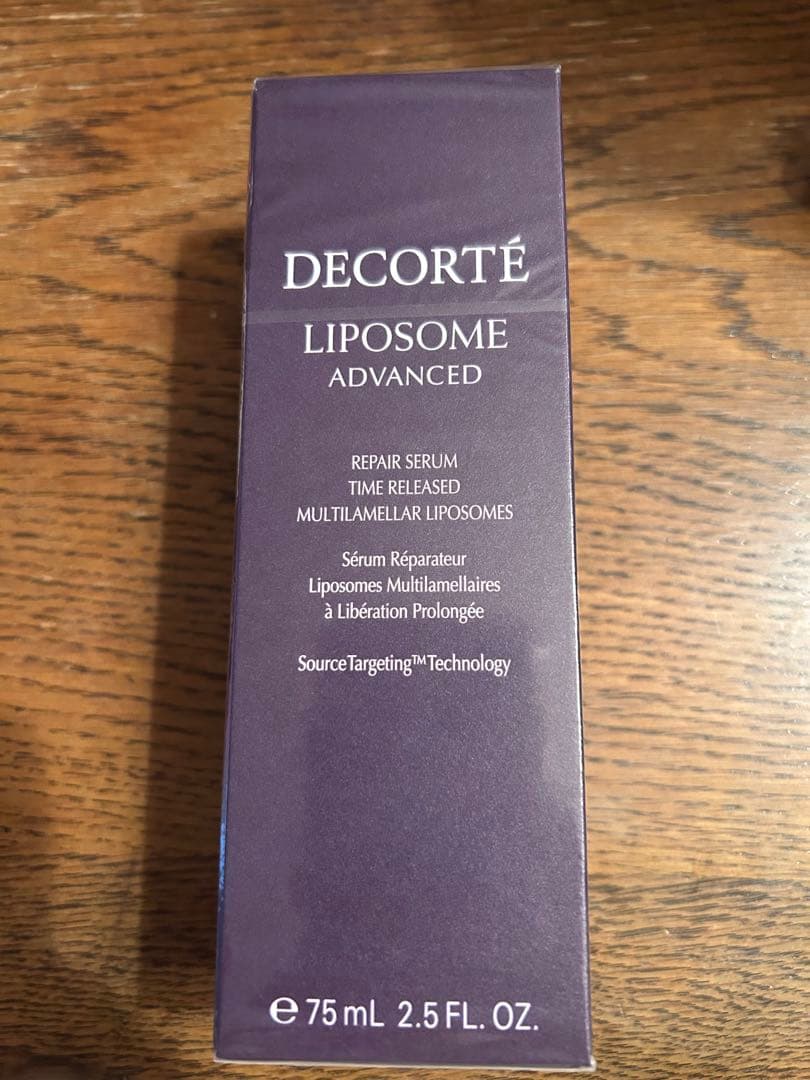 DECORTÉ
LIPOSOME
ADVANCED
REPAIR SERUM
TIME RELEASED
MULTILAMELLAR LIPOSOMES
Sérum Réparateur
Liposomes Multilamellaires
à Libération Prolongée
SourceTargeting™Technology
℮ 75 mL 2.5 FL. OZ.